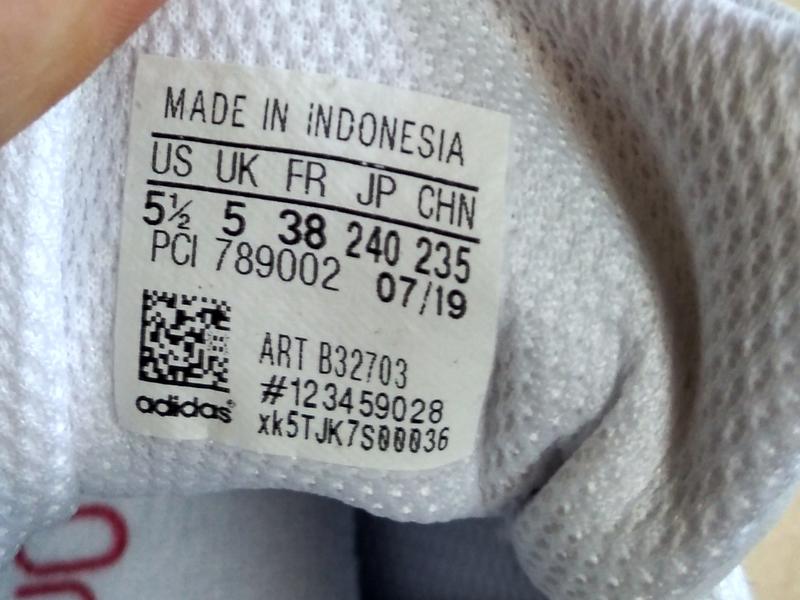 MADE IN INDONESIA
US UK FR JP CHN
5½ 5 38 240 235
PCI 789002 07/19
ART B32703
#123459028
adidas® xk5TJK7S00036